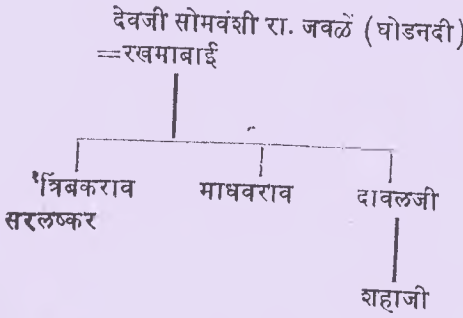 देवजी सोमवंशी रा. जवळें (घोडनदी)
=रखमाबाई
त्रिंबकराव माधवराव दावलजी
सरलष्कर
शहाजी